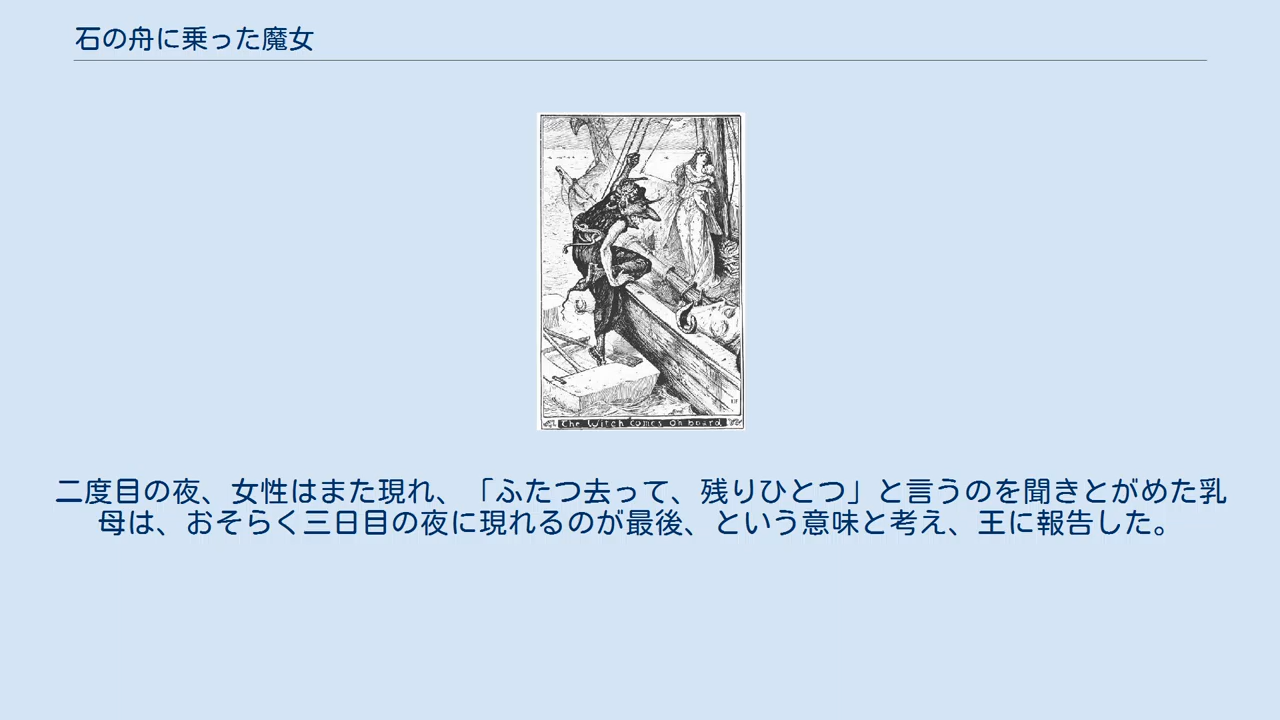 石の舟に乗った魔女
The Witch Comes On board
二度目の夜、女性はまた現れ、「ふたつ去って、残りひとつ」と言うのを聞きとがめた乳
母は、おそらく三日目の夜に現れるのが最後、という意味と考え、王に報告した。